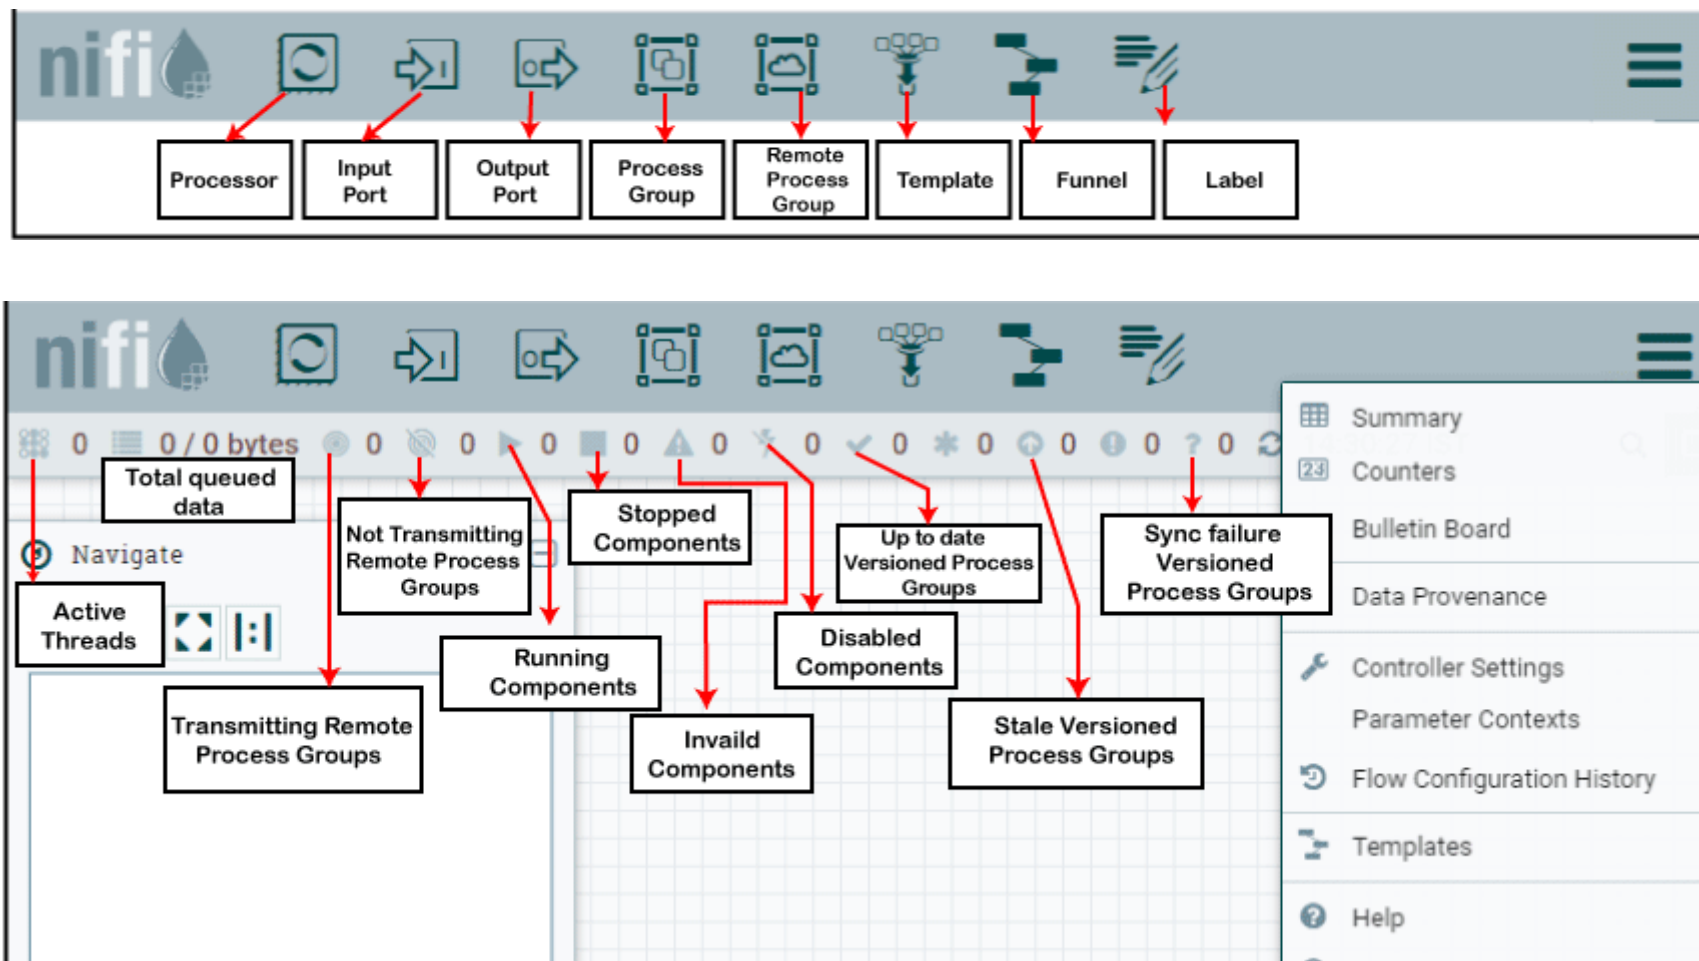 nifi
Processor
Input
Port
Output
Port
Process
Group
Remote
Process
Group
Template
Funnel
Label
nifi
0 0 / 0 bytes 0 0 0 0 0 0 0 0 0 0 0
Total queued
data
Navigate
Active
Threads
Not Transmitting
Remote Process
Groups
Transmitting Remote
Process Groups
Running
Components
Stopped
Components
Invaild
Components
Disabled
Components
Up to date
Versioned Process
Groups
Stale Versioned
Process Groups
Sync failure
Versioned
Process Groups
Summary
23 Counters
Bulletin Board
Data Provenance
Controller Settings
Parameter Contexts
Flow Configuration History
Templates
Help